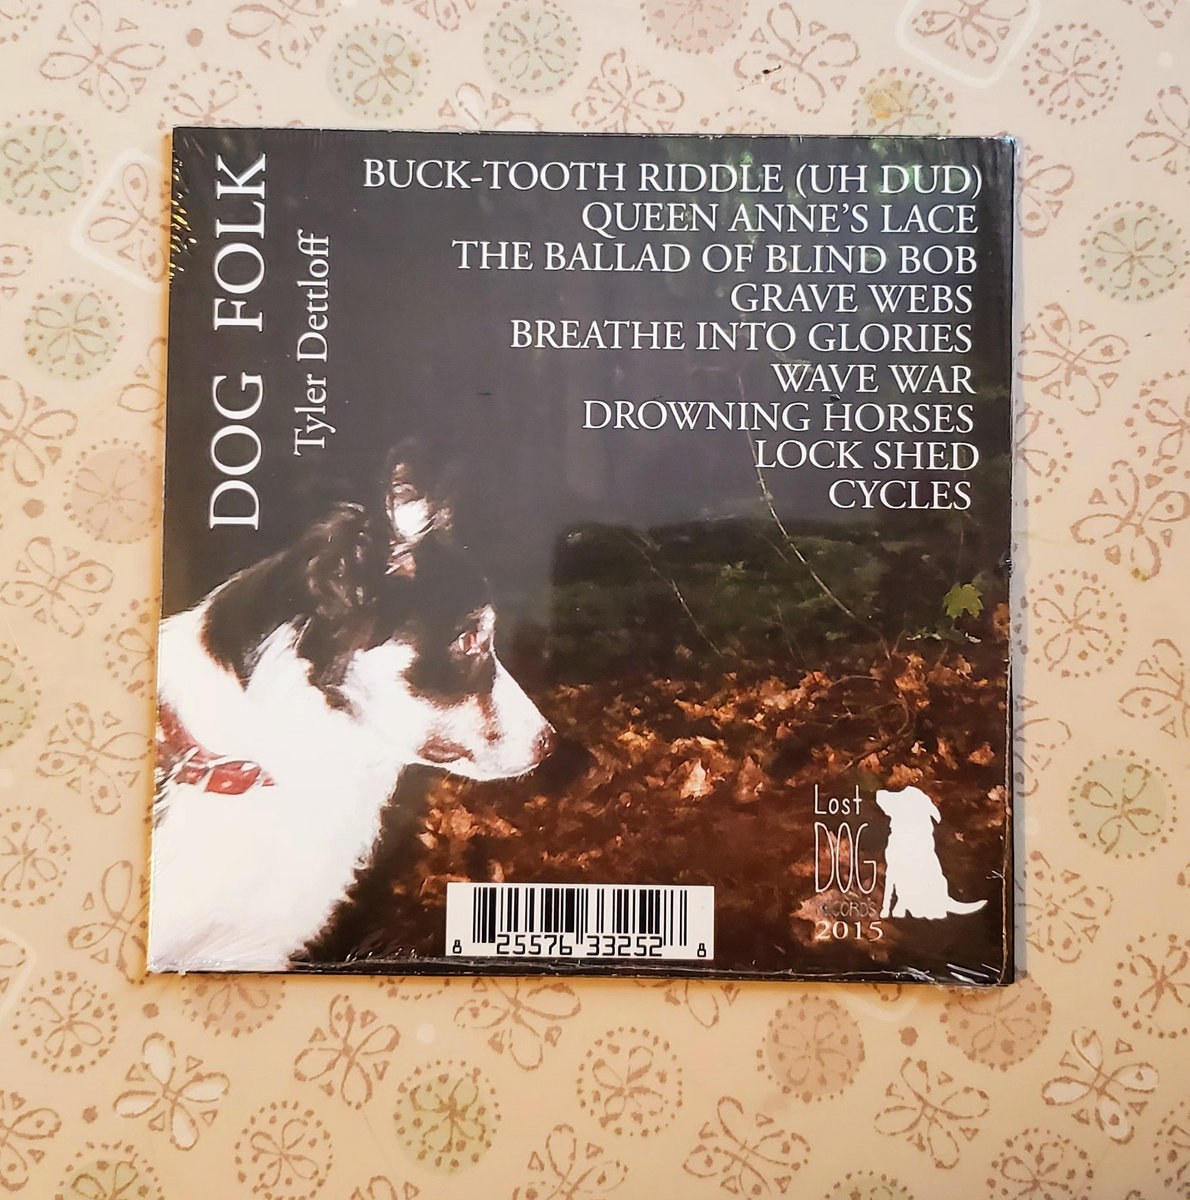 DOG FOLK
Tyler Dettloff
BUCK-TOOTH RIDDLE (UH DUD)
QUEEN ANNE'S LACE
THE BALLAD OF BLIND BOB
GRAVE WEBS
BREATHE INTO GLORIES
WAVE WAR
DROWNING HORSES
LOCK SHED
CYCLES
Lost
DOG
RECORDS
2015
8 25576 33252 8